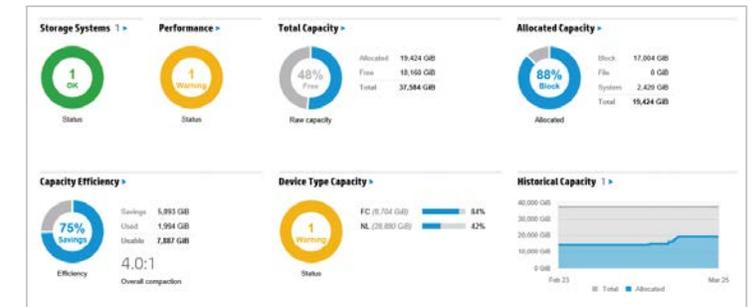 Storage Systems 1
1
OK
Status
Performance
1
Warning
Status
Total Capacity
48%
Free
Raw capacity
Allocated 19,424 GiB
Free 18,160 GiB
Total 37,584 GiB
Allocated Capacity
88%
Block
Allocated
Block 17,004 GiB
File 0 GiB
System 2,420 GiB
Total 19,424 GiB
Capacity Efficiency
75%
Savings
Efficiency
Savings 5,893 GiB
Used 1,994 GiB
Usable 7,887 GiB
4.0:1
Overall compaction
Device Type Capacity
1
Warning
Status
FC (8,704 GiB) 84%
NL (28,880 GiB) 42%
Historical Capacity 1
40,000 GiB
30,000 GiB
20,000 GiB
10,000 GiB
0 GiB
Feb 23 Mar 25
Total Allocated